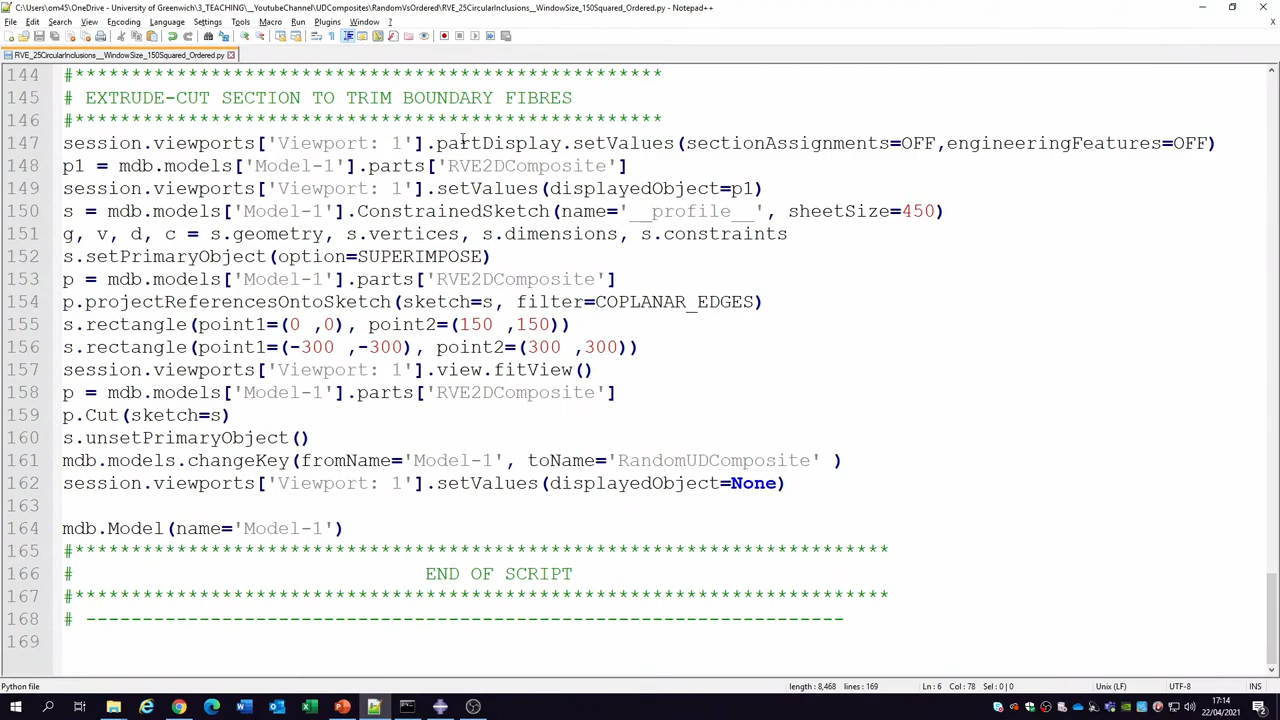 C:\Users\om45\OneDrive - University of Greenwich\3_TEACHING\__YoutubeChannel\UDComposites\RandomVsOrdered\RVE_25CircularInclusions__WindowSize_150Squared_Ordered.py - Notepad++
File Edit Search View Encoding Language Settings Tools Macro Run Plugins Window ?
RVE_25CircularInclusions__WindowSize_150Squared_Ordered.py
144 #****************************************************
145 # EXTRUDE-CUT SECTION TO TRIM BOUNDARY FIBRES
146 #****************************************************
147 session.viewports['Viewport: 1'].partDisplay.setValues(sectionAssignments=OFF,engineeringFeatures=OFF)
148 p1 = mdb.models['Model-1'].parts['RVE2DComposite']
149 session.viewports['Viewport: 1'].setValues(displayedObject=p1)
150 s = mdb.models['Model-1'].ConstrainedSketch(name='__profile__', sheetSize=450)
151 g, v, d, c = s.geometry, s.vertices, s.dimensions, s.constraints
152 s.setPrimaryObject(option=SUPERIMPOSE)
153 p = mdb.models['Model-1'].parts['RVE2DComposite']
154 p.projectReferencesOntoSketch(sketch=s, filter=COPLANAR_EDGES)
155 s.rectangle(point1=(0 ,0), point2=(150 ,150))
156 s.rectangle(point1=(-300 ,-300), point2=(300 ,300))
157 session.viewports['Viewport: 1'].view.fitView()
158 p = mdb.models['Model-1'].parts['RVE2DComposite']
159 p.Cut(sketch=s)
160 s.unsetPrimaryObject()
161 mdb.models.changeKey(fromName='Model-1', toName='RandomUDComposite' )
162 session.viewports['Viewport: 1'].setValues(displayedObject=None)
163
164 mdb.Model(name='Model-1')
165 #************************************************************************
166 # END OF SCRIPT
167 #************************************************************************
168 # -------------------------------------------------------------------
169
Python file length : 8,468 lines : 169 Ln : 6 Col : 78 Sel : 0 | 0 Unix (LF) UTF-8 INS
17:14
22/04/2021